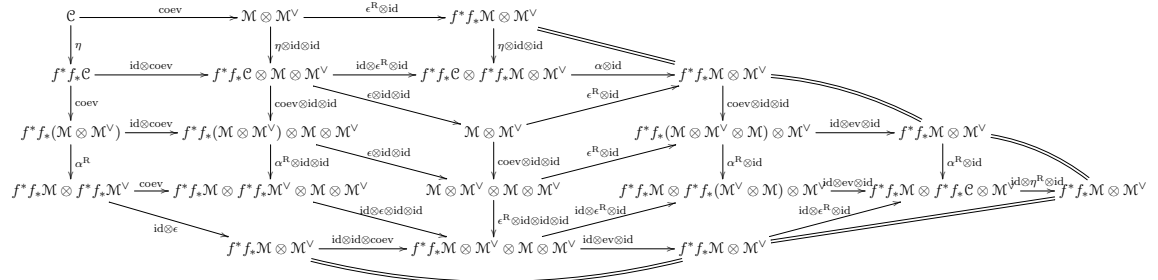 𝒞 coev ℳ ⊗ ℳ^∨ ϵ^R⊗id f^*f_*ℳ ⊗ ℳ^∨
η η⊗id⊗id η⊗id⊗id
f^*f_*𝒞 id⊗coev f^*f_*𝒞 ⊗ ℳ ⊗ ℳ^∨ id⊗ϵ^R⊗id f^*f_*𝒞 ⊗ f^*f_*ℳ ⊗ ℳ^∨ α⊗id f^*f_*ℳ ⊗ ℳ^∨
ϵ⊗id⊗id ϵ^R⊗id
coev coev⊗id⊗id coev⊗id⊗id
f^*f_*(ℳ ⊗ ℳ^∨) id⊗coev f^*f_*(ℳ ⊗ ℳ^∨) ⊗ ℳ ⊗ ℳ^∨ ℳ ⊗ ℳ^∨ f^*f_*(ℳ ⊗ ℳ^∨ ⊗ ℳ) ⊗ ℳ^∨ id⊗ev⊗id f^*f_*ℳ ⊗ ℳ^∨
ϵ⊗id⊗id ϵ^R⊗id
α^R α^R⊗id⊗id coev⊗id⊗id α^R⊗id α^R⊗id
f^*f_*ℳ ⊗ f^*f_*ℳ^∨ coev f^*f_*ℳ ⊗ f^*f_*ℳ^∨ ⊗ ℳ ⊗ ℳ^∨ ℳ ⊗ ℳ^∨ ⊗ ℳ ⊗ ℳ^∨ f^*f_*ℳ ⊗ f^*f_*(ℳ^∨ ⊗ ℳ) ⊗ ℳ^∨ id⊗ev⊗id f^*f_*ℳ ⊗ f^*f_*𝒞 ⊗ ℳ^∨ id⊗η^R⊗id f^*f_*ℳ ⊗ ℳ^∨
id⊗ϵ id⊗ϵ⊗id⊗id ϵ^R⊗id⊗id⊗id id⊗ϵ^R⊗id id⊗ϵ^R⊗id
f^*f_*ℳ ⊗ ℳ^∨ id⊗id⊗coev f^*f_*ℳ ⊗ ℳ^∨ ⊗ ℳ ⊗ ℳ^∨ id⊗ev⊗id f^*f_*ℳ ⊗ ℳ^∨